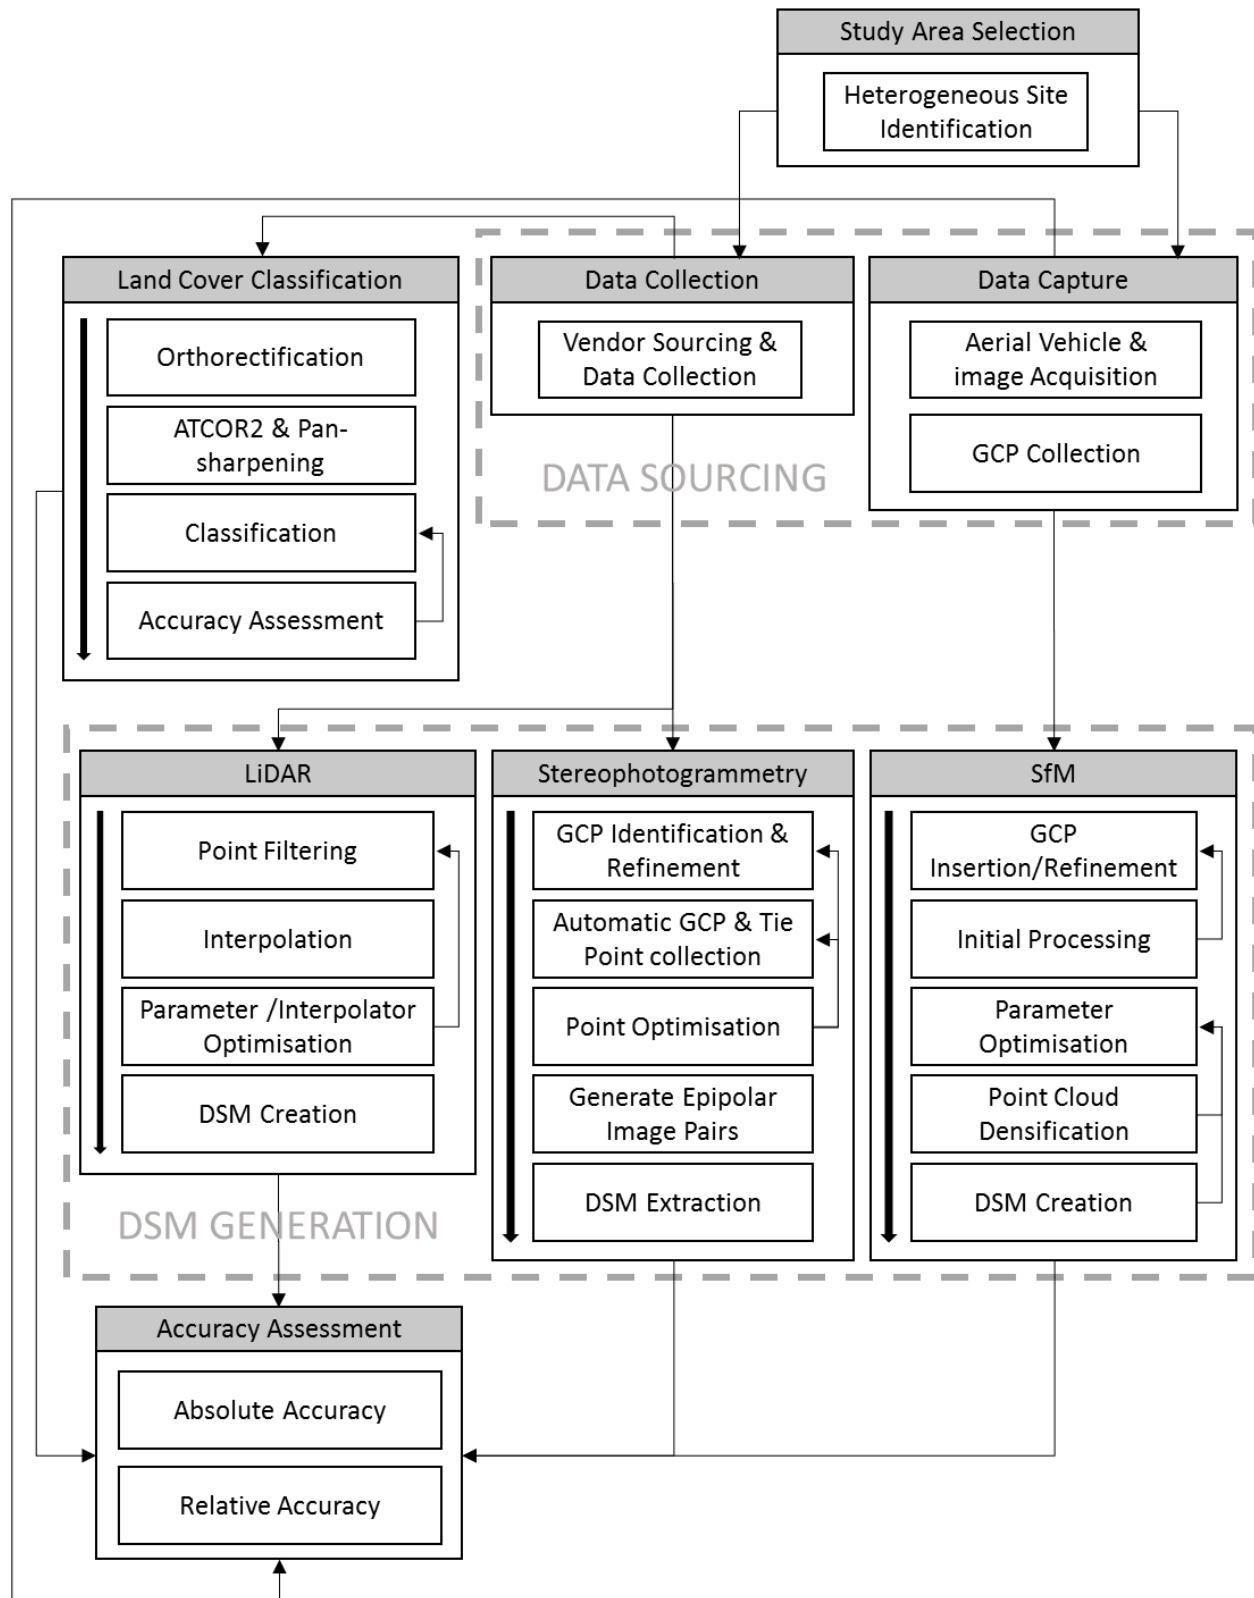 Study Area Selection
Heterogeneous Site
Identification
Land Cover Classification
Orthorectification
ATCOR2 & Pan-
sharpening
Classification
Accuracy Assessment
Data Collection
Vendor Sourcing &
Data Collection
Data Capture
Aerial Vehicle &
image Acquisition
GCP Collection
DATA SOURCING
LiDAR
Point Filtering
Interpolation
Parameter /Interpolator
Optimisation
DSM Creation
Stereophotogrammetry
GCP Identification &
Refinement
Automatic GCP & Tie
Point collection
Point Optimisation
Generate Epipolar
Image Pairs
DSM Extraction
SfM
GCP
Insertion/Refinement
Initial Processing
Parameter
Optimisation
Point Cloud
Densification
DSM Creation
DSM GENERATION
Accuracy Assessment
Absolute Accuracy
Relative Accuracy